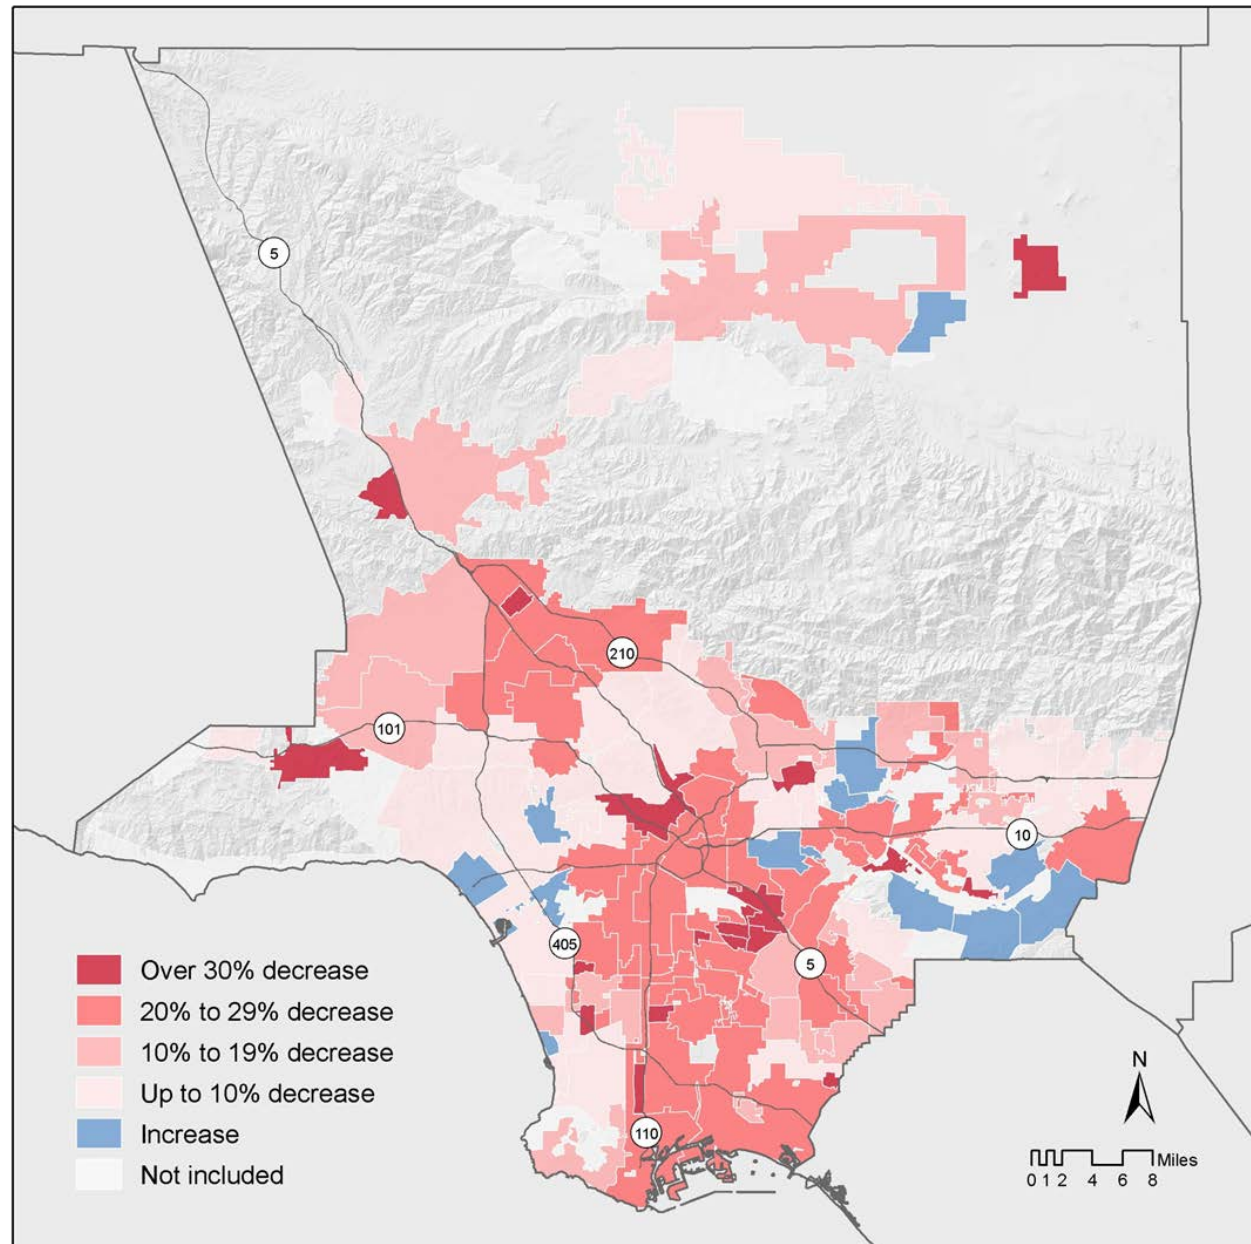 5
210
101
10
405
5
110
Over 30% decrease
20% to 29% decrease
10% to 19% decrease
Up to 10% decrease
Increase
Not included
N
Miles
0 1 2 4 6 8